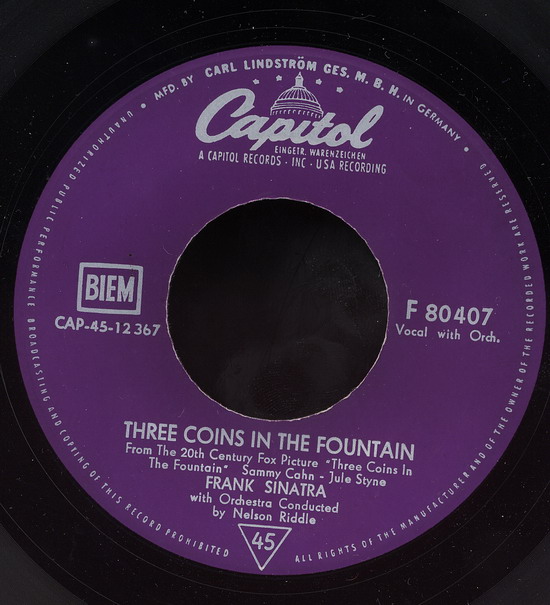 MFD. BY CARL LINDSTRÖM GES. M. B. H. IN GERMANY
Capitol
EINGETR. WARENZEICHEN
A CAPITOL RECORDS · INC · USA RECORDING
BIEM
CAP-45-12 367
F 80407
Vocal with Orch.
THREE COINS IN THE FOUNTAIN
From The 20th Century Fox Picture "Three Coins In
The Fountain" Sammy Cahn - Jule Styne
FRANK SINATRA
with Orchestra Conducted
by Nelson Riddle
45
ALL RIGHTS OF THE MANUFACTURER AND OF THE OWNER OF THE RECORDED WORK ARE RESERVED
UNAUTHORIZED PUBLIC PERFORMANCE BROADCASTING AND COPYING OF THIS RECORD PROHIBITED